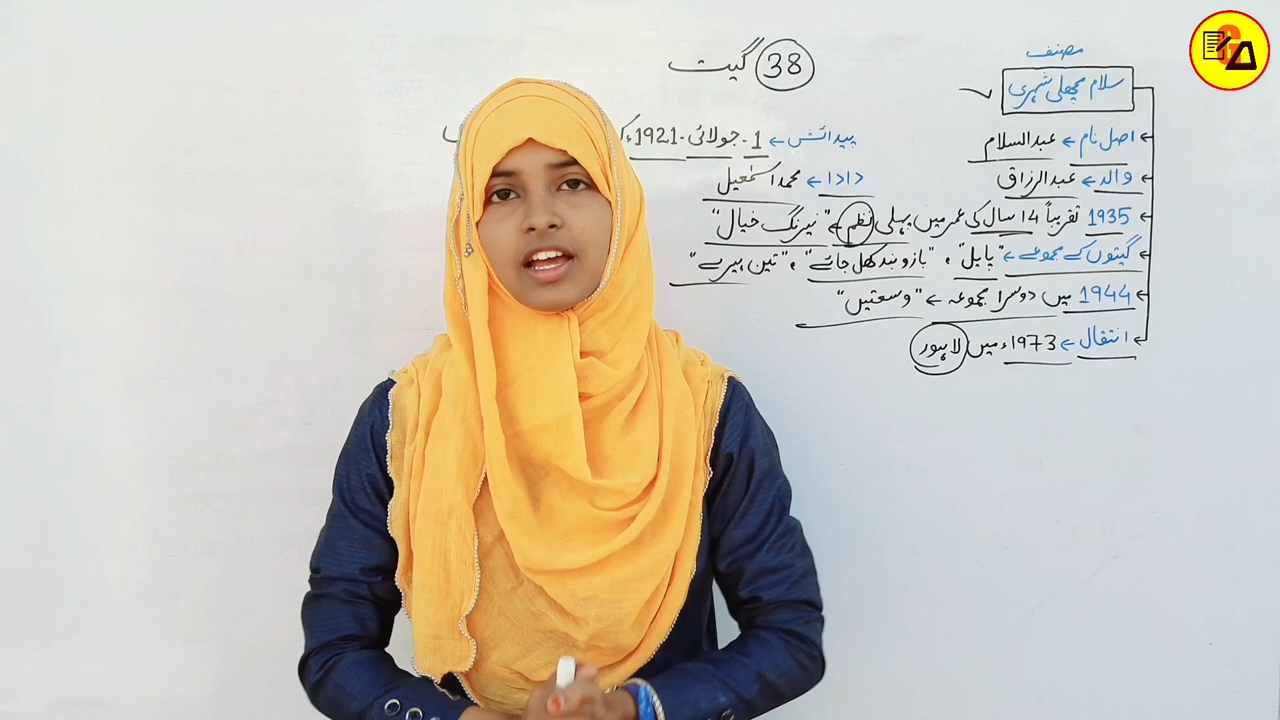 38 گیت
مصنف
سلام مچھلی شہری
اصل نام ← عبدالسلام
پیدائش ← 1 - جولائی - 1921ء
والد ← عبدالرزاق
دادا ← محمد اسمٰعیل
1935 تقریباً 14 سال کی عمر میں پہلی نظم ← "نیرنگ خیال"
گیتوں کے مجموعے ← "پایل"، "بازو بند کھل جائے"، "تین ہیرے"
1944 میں دوسرا مجموعہ ← "وسعتیں"
انتقال ← 1973ء میں لاہور